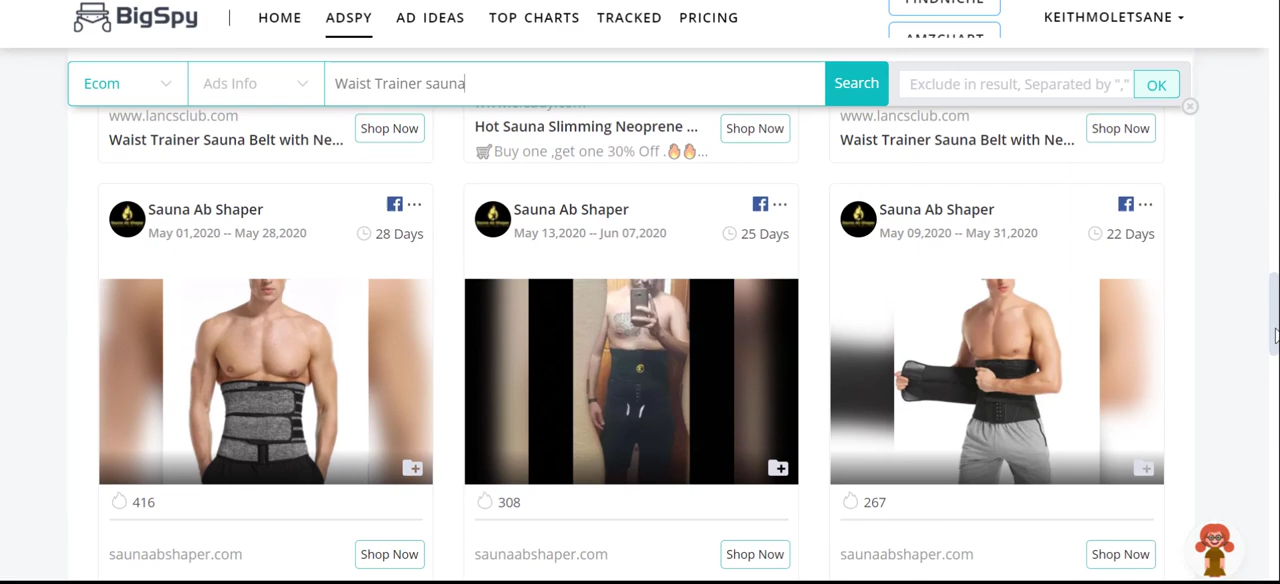 BigSpy
HOME
ADSPY
AD IDEAS
TOP CHARTS
TRACKED
PRICING
FINDNICHE
AMZCHART
KEITHMOLETSANE
Ecom
Ads Info
Waist Trainer sauna
Search
Exclude in result, Separated by ","
OK
www.lancsclub.com
Waist Trainer Sauna Belt with Ne...
Shop Now
Hot Sauna Slimming Neoprene ...
Buy one ,get one 30% Off .🔥🔥...
Shop Now
www.lancsclub.com
Waist Trainer Sauna Belt with Ne...
Shop Now
Sauna Ab Shaper
May 01,2020 -- May 28,2020
28 Days
416
saunaabshaper.com
Shop Now
Sauna Ab Shaper
May 13,2020 -- Jun 07,2020
25 Days
308
saunaabshaper.com
Shop Now
Sauna Ab Shaper
May 09,2020 -- May 31,2020
22 Days
267
saunaabshaper.com
Shop Now